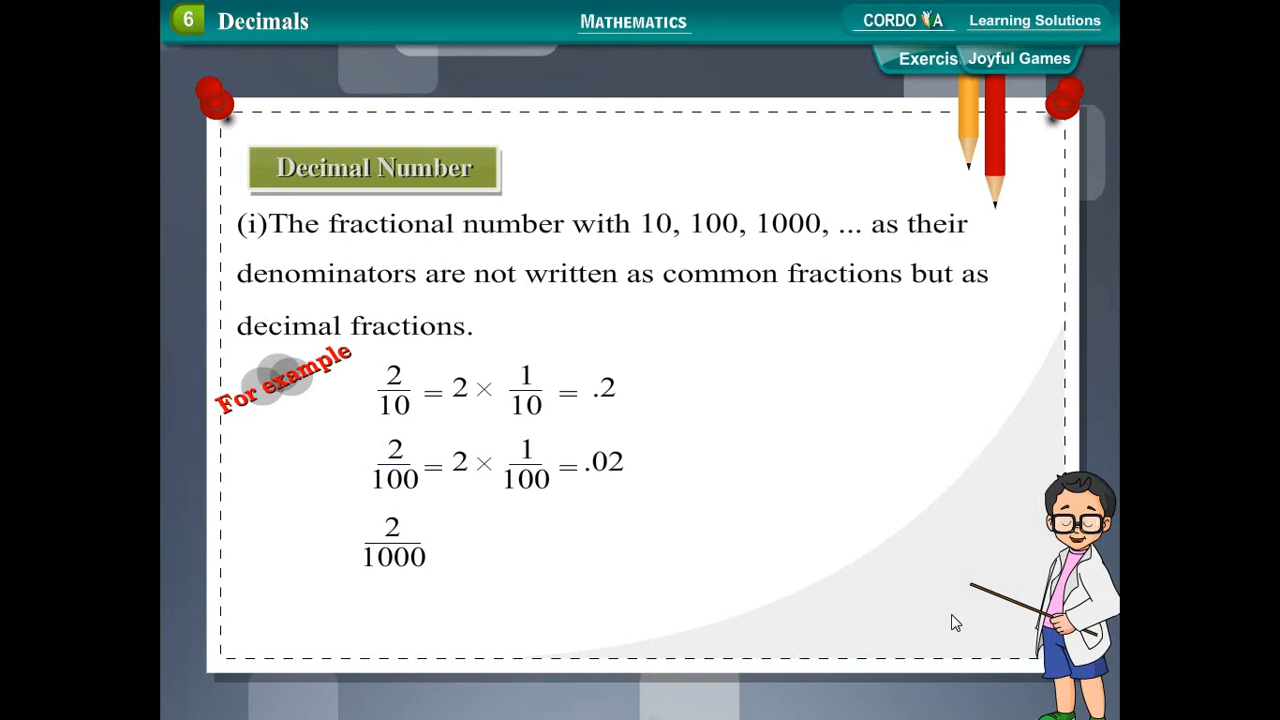 6 Decimals MATHEMATICS CORDOVA Learning Solutions
Exercis Joyful Games
Decimal Number
(i)The fractional number with 10, 100, 1000, ... as their
denominators are not written as common fractions but as
decimal fractions.
For example
2/10 = 2 × 1/10 = .2
2/100 = 2 × 1/100 = .02
2/1000